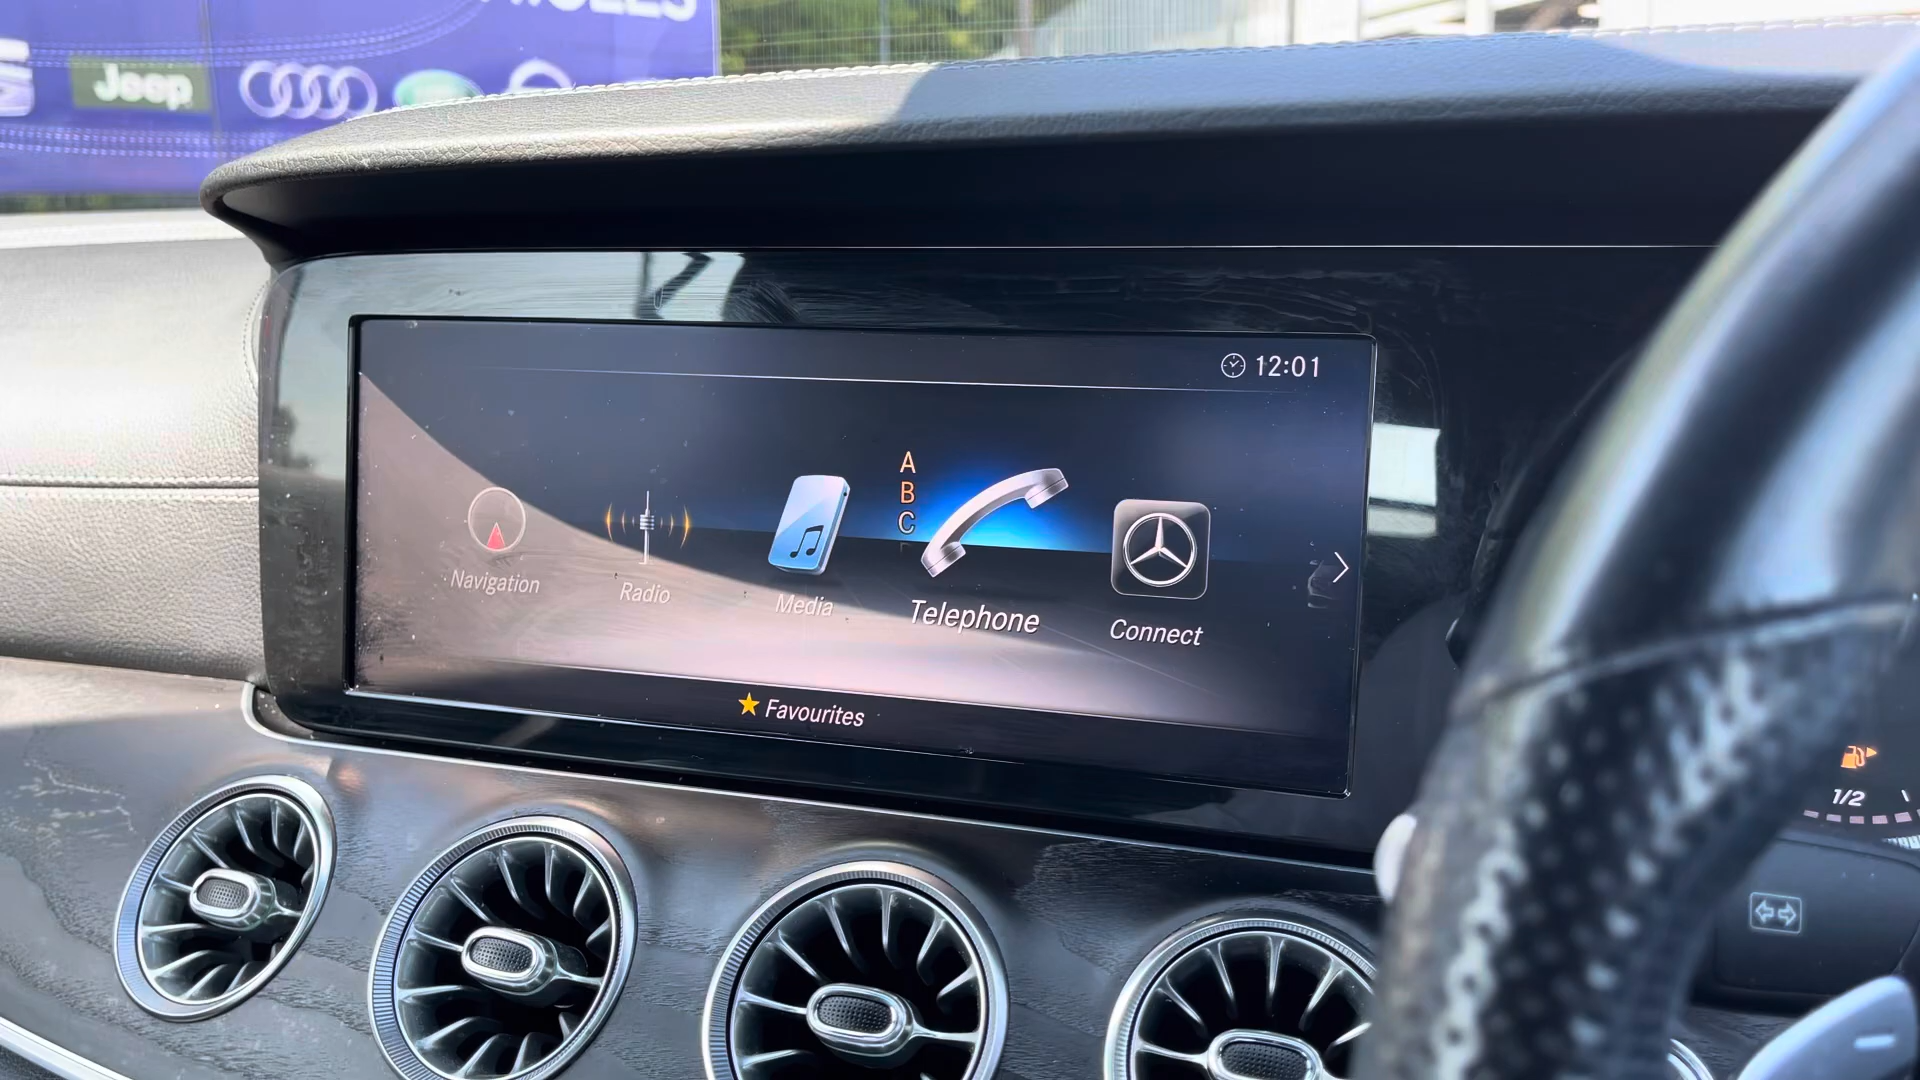 Jeep
12:01
A
B
C
Navigation
Radio
Media
Telephone
Connect
Favourites
1/2